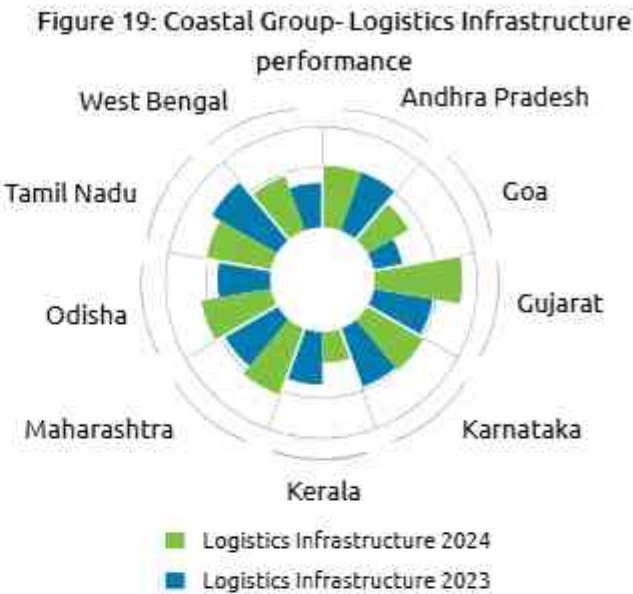 Figure 19: Coastal Group- Logistics Infrastructure
performance
West Bengal
Andhra Pradesh
Tamil Nadu
Goa
Odisha
Gujarat
Maharashtra
Karnataka
Kerala
Logistics Infrastructure 2024
Logistics Infrastructure 2023